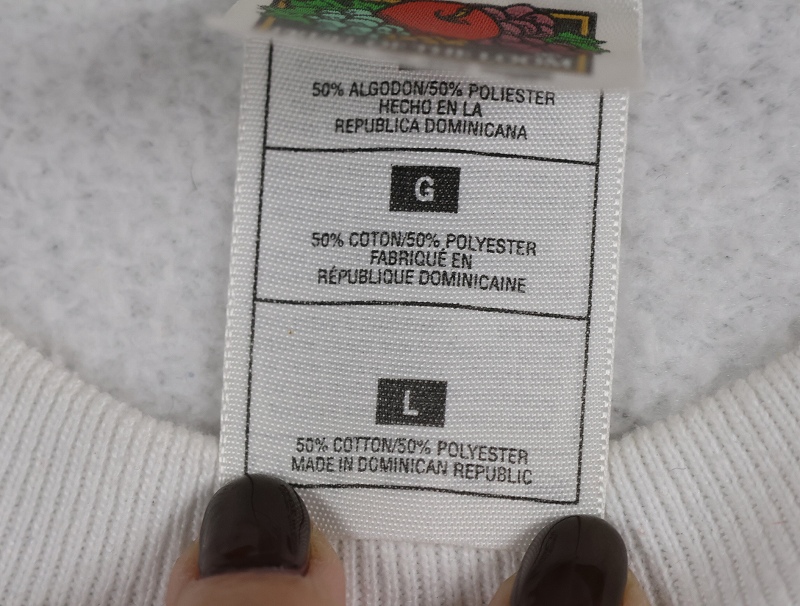 50% ALGODON/50% POLIESTER
HECHO EN LA
REPUBLICA DOMINICANA
G
50% COTON/50% POLYESTER
FABRIQUÉ EN
RÉPUBLIQUE DOMINICAINE
L
50% COTTON/50% POLYESTER
MADE IN DOMINICAN REPUBLIC